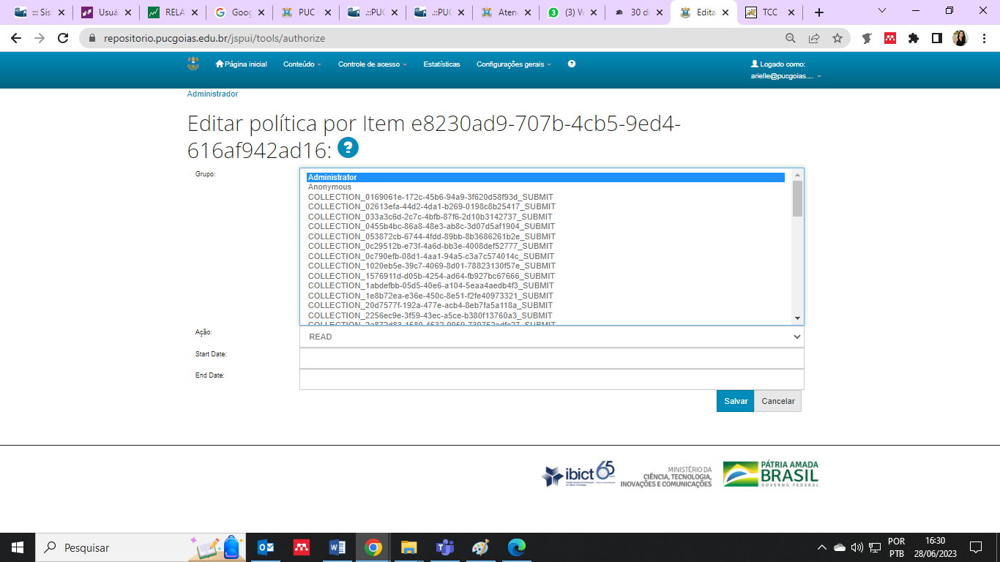 ::: Sis
Usuá
RELA
Goog
PUC
.::PUC
.::PUC
Atenc
(3) W
30 di
Edita
TCC
repositorio.pucgoias.edu.br/jspui/tools/authorize
Página inicial
Conteúdo
Controle de acesso
Estatísticas
Configurações gerais
Logado como:
arielle@pucgoias....
Administrador
Editar política por Item e8230ad9-707b-4cb5-9ed4-
616af942ad16: ?
Grupo:
Administrator
Anonymous
COLLECTION_0169061e-172c-45b6-94a9-3f620d58f93d_SUBMIT
COLLECTION_02613efa-44d2-4da1-b269-0198c8b25417_SUBMIT
COLLECTION_033a3c6d-2c7c-4bfb-87f6-2d10b3142737_SUBMIT
COLLECTION_0455b4bc-86a8-48e3-ab8c-3d07d5af1904_SUBMIT
COLLECTION_053872cb-6744-4fdd-89bb-8b3686261b2e_SUBMIT
COLLECTION_0c29512b-e73f-4a6d-bb3e-4008def52777_SUBMIT
COLLECTION_0c790efb-08d1-4aa1-94a5-c3a7c574014c_SUBMIT
COLLECTION_1020eb5e-39c7-4069-8d01-78823130f57e_SUBMIT
COLLECTION_1576911d-d05b-4254-ad64-fb927bc67666_SUBMIT
COLLECTION_1abdefbb-05d5-40e6-a104-5eaa4aedb4f3_SUBMIT
COLLECTION_1e8b72ea-e36e-450c-8e51-f2fe40973321_SUBMIT
COLLECTION_20d7577f-192a-477e-acb4-8eb7fa5a118a_SUBMIT
COLLECTION_2256ec9e-3f59-43ec-a5ce-b380f13760a3_SUBMIT
Ação:
READ
Start Date:
End Date:
Salvar
Cancelar
ibict 65
MINISTÉRIO DA
CIÊNCIA, TECNOLOGIA,
INOVAÇÕES E COMUNICAÇÕES
PÁTRIA AMADA
BRASIL
GOVERNO FEDERAL
Pesquisar
POR
PTB
16:30
28/06/2023